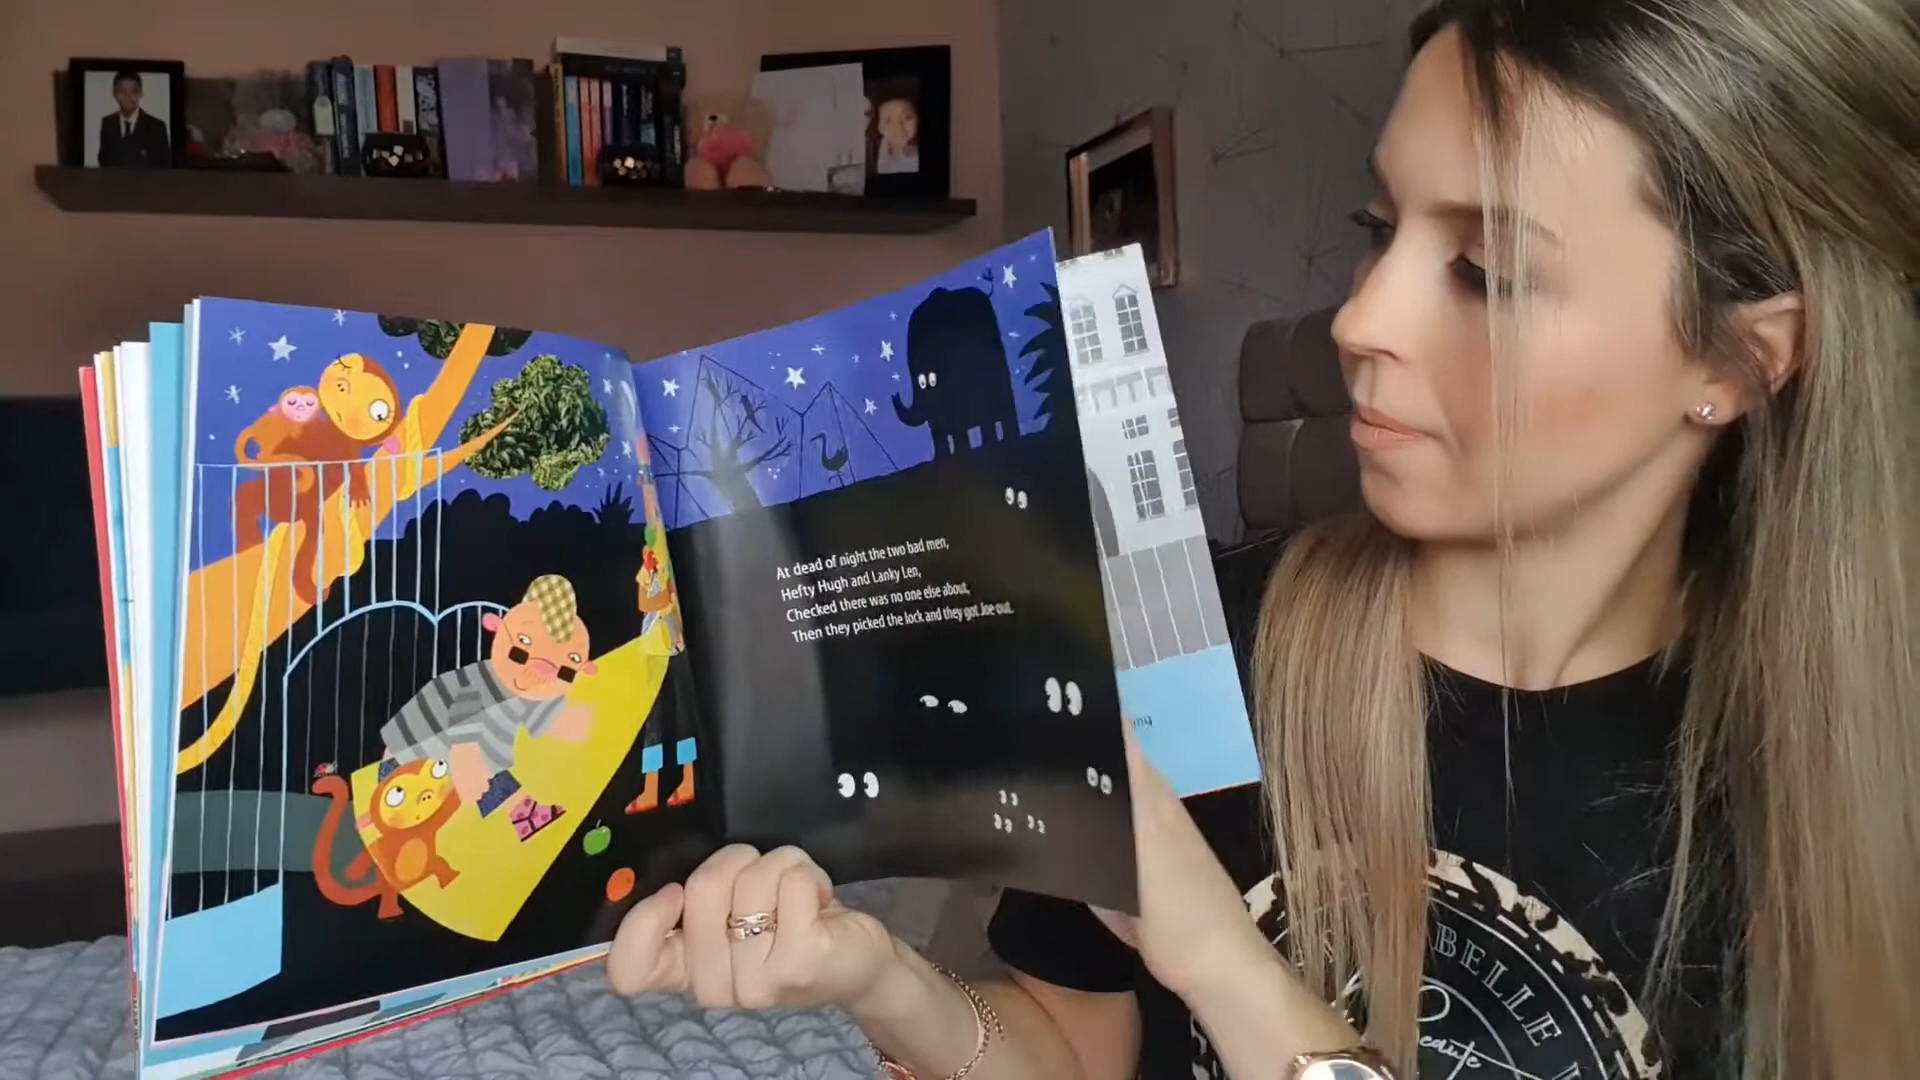 At dead of night the two bad men,
Hefty Hugh and Lanky Len,
Checked there was no one else about,
Then they picked the lock and they got Joe out.
BELLE